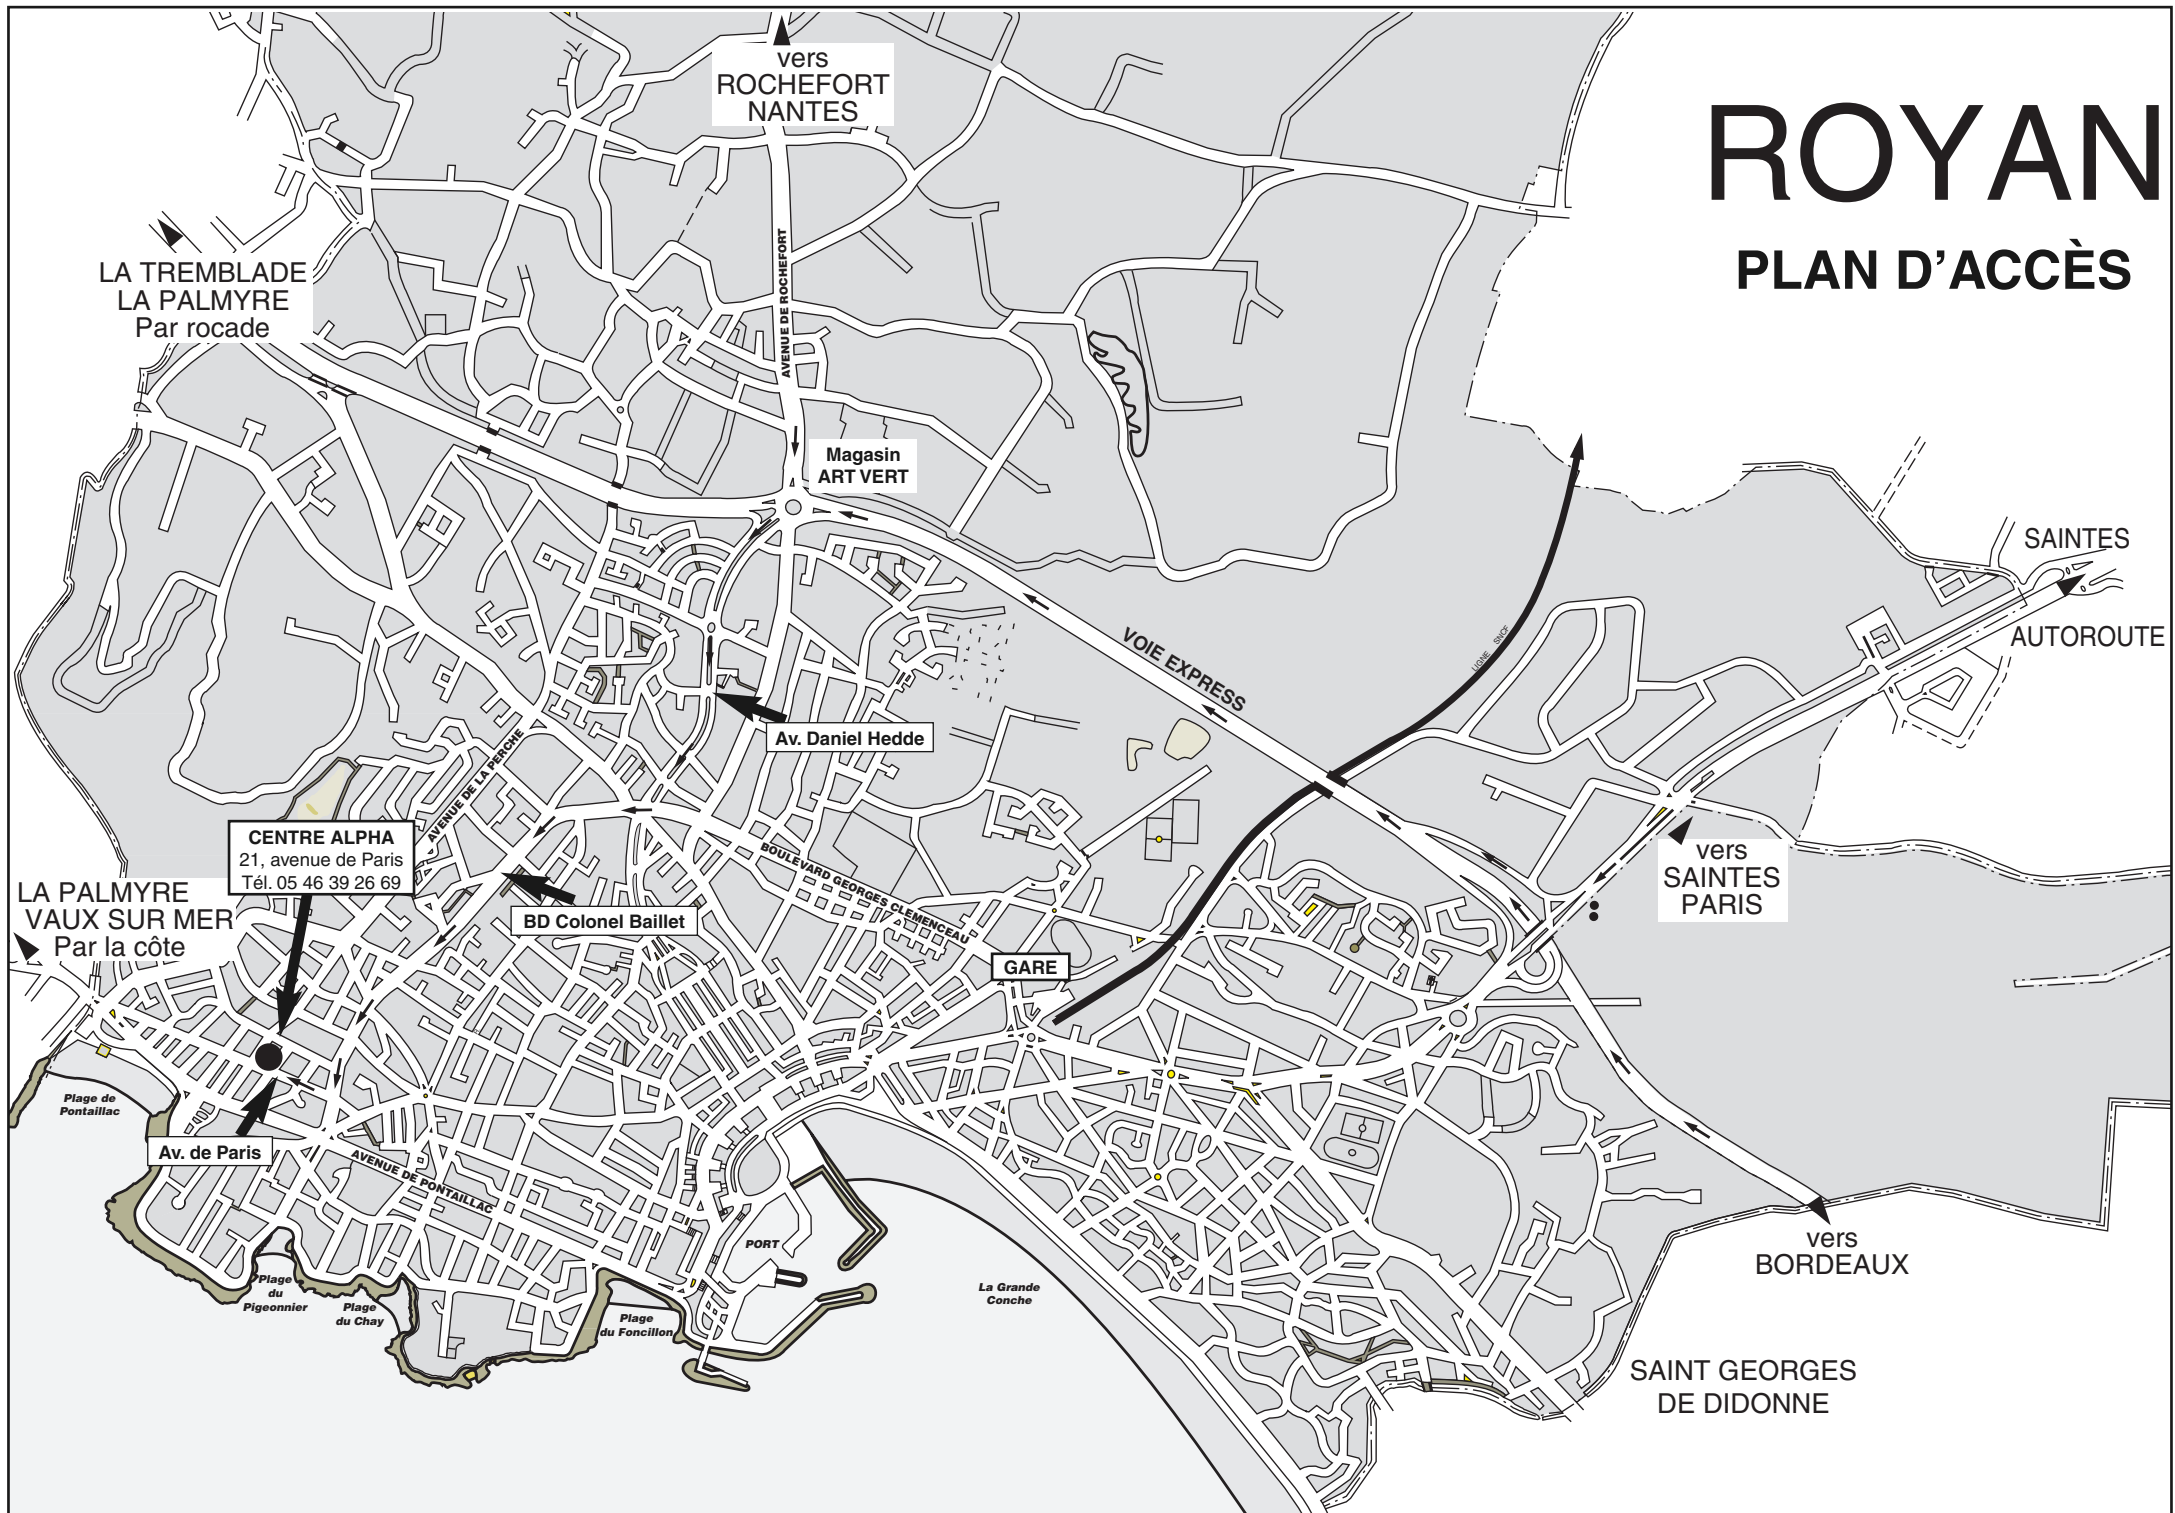 vers
ROCHEFORT
NANTES
ROYAN
PLAN D'ACCÈS
LA TREMBLADE
LA PALMYRE
Par rocade
AVENUE DE ROCHEFORT
Magasin
ART VERT
SAINTES
AUTOROUTE
VOIE EXPRESS
LIGNE SNCF
Av. Daniel Hedde
AVENUE DE LA PERCHE
CENTRE ALPHA
21, avenue de Paris
Tél. 05 46 39 26 69
BOULEVARD GEORGES CLEMENCEAU
vers
SAINTES
PARIS
LA PALMYRE
VAUX SUR MER
Par la côte
BD Colonel Baillet
GARE
Plage de
Pontaillac
Av. de Paris
AVENUE DE PONTAILLAC
PORT
vers
BORDEAUX
Plage
du
Pigeonnier
Plage
du Chay
Plage
du Foncillon
La Grande
Conche
SAINT GEORGES
DE DIDONNE